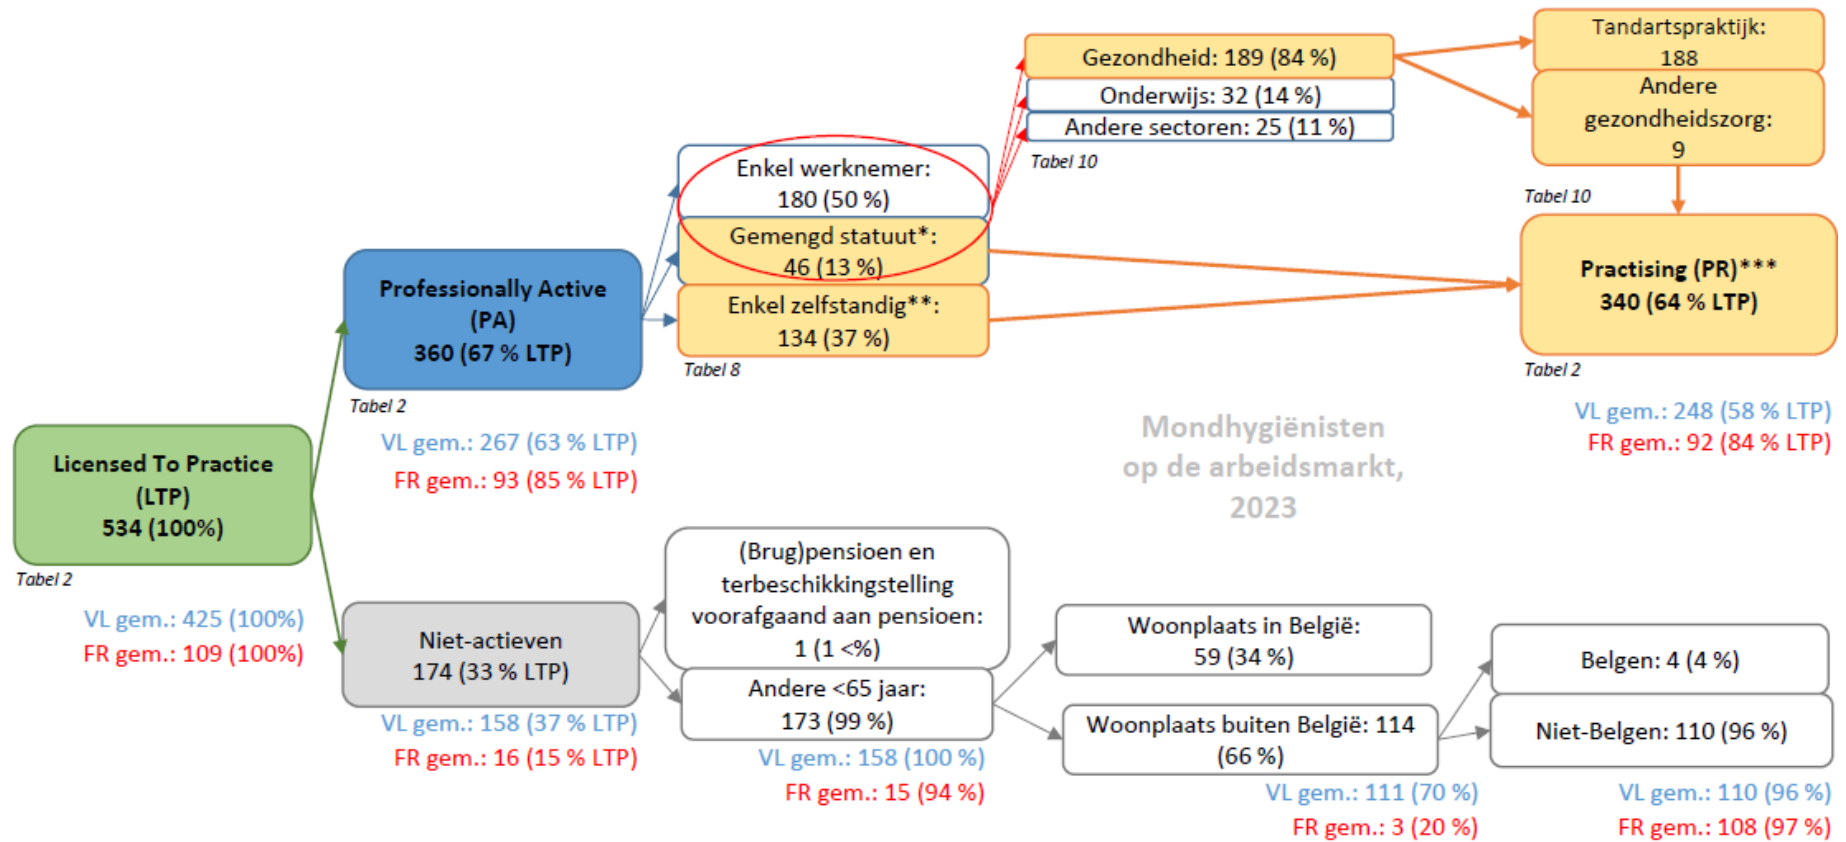 Licensed To Practice
(LTP)
534 (100%)
Tabel 2
VL gem.: 425 (100%)
FR gem.: 109 (100%)
Professionally Active
(PA)
360 (67 % LTP)
Tabel 2
VL gem.: 267 (63 % LTP)
FR gem.: 93 (85 % LTP)
Enkel werknemer:
180 (50 %)
Gemengd statuut*:
46 (13 %)
Enkel zelfstandig**:
134 (37 %)
Tabel 8
Gezondheid: 189 (84 %)
Onderwijs: 32 (14 %)
Andere sectoren: 25 (11 %)
Tabel 10
Tandartspraktijk:
188
Andere
gezondheidszorg:
9
Tabel 10
Practising (PR)***
340 (64 % LTP)
Tabel 2
VL gem.: 248 (58 % LTP)
FR gem.: 92 (84 % LTP)
Mondhygiënisten
op de arbeidsmarkt,
2023
Niet-actieven
174 (33 % LTP)
VL gem.: 158 (37 % LTP)
FR gem.: 16 (15 % LTP)
(Brug)pensioen en
terbeschikkingstelling
voorafgaand aan pensioen:
1 (1 <%)
Andere <65 jaar:
173 (99 %)
VL gem.: 158 (100 %)
FR gem.: 15 (94 %)
Woonplaats in België:
59 (34 %)
Woonplaats buiten België: 114
(66 %)
VL gem.: 111 (70 %)
FR gem.: 3 (20 %)
Belgen: 4 (4 %)
Niet-Belgen: 110 (96 %)
VL gem.: 110 (96 %)
FR gem.: 108 (97 %)